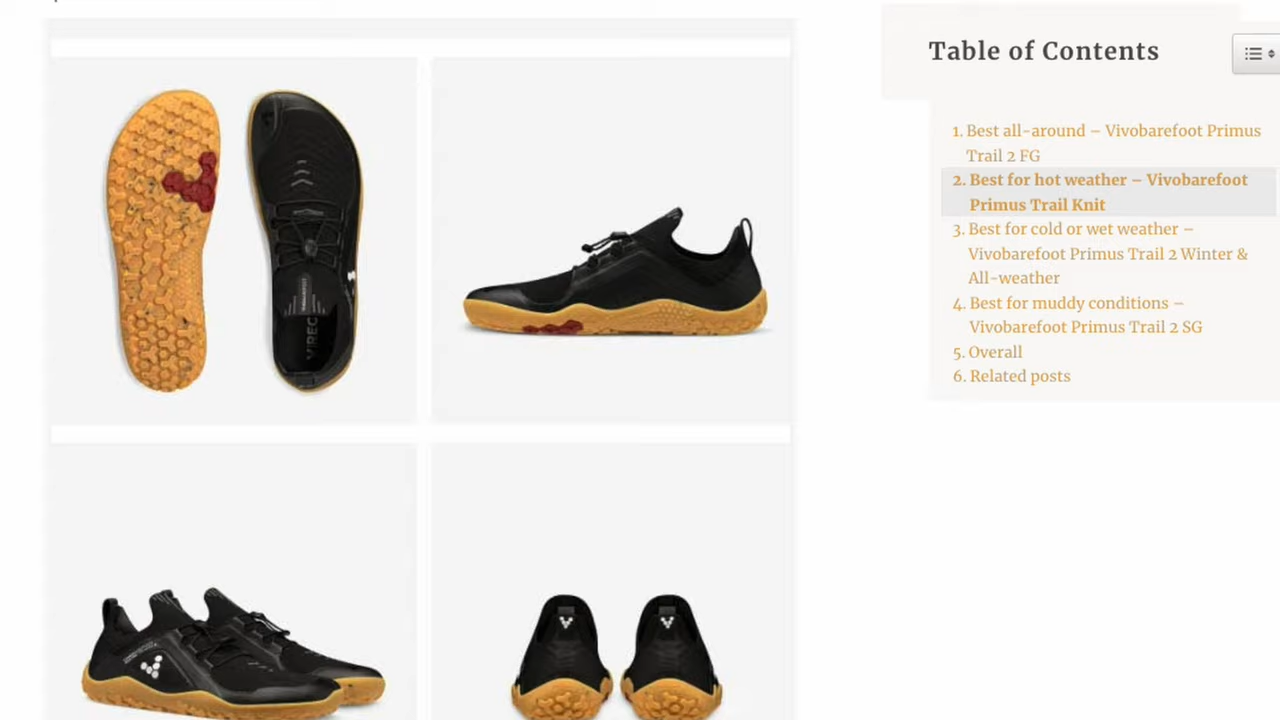 Table of Contents
1. Best all-around – Vivobarefoot Primus
Trail 2 FG
2. Best for hot weather – Vivobarefoot
Primus Trail Knit
3. Best for cold or wet weather –
Vivobarefoot Primus Trail 2 Winter &
All-weather
4. Best for muddy conditions –
Vivobarefoot Primus Trail 2 SG
5. Overall
6. Related posts